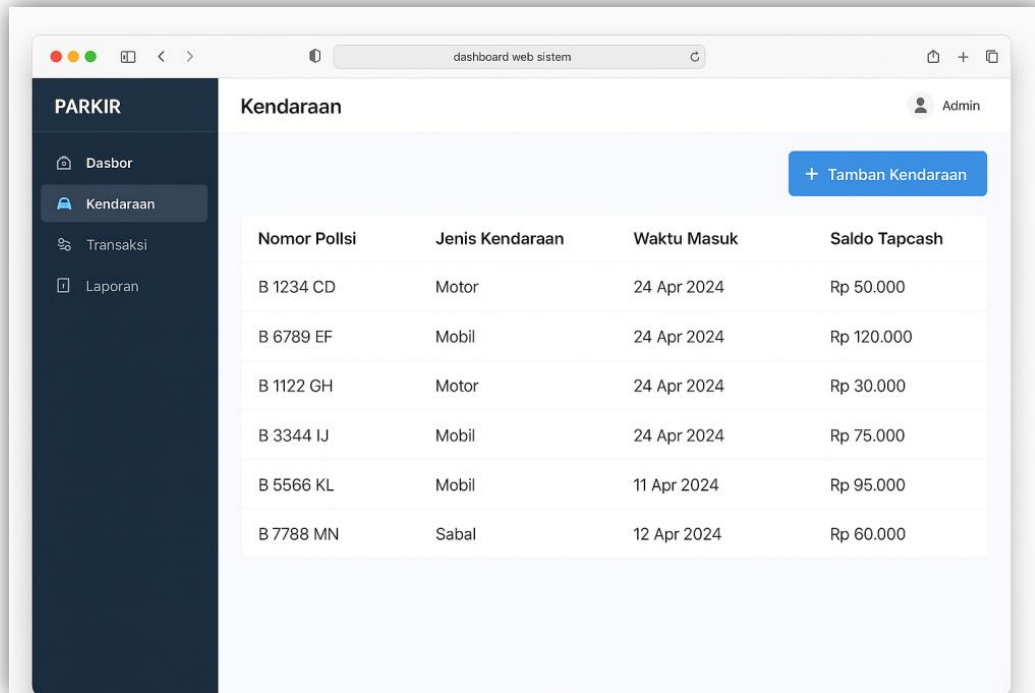 dashboard web sistem
PARKIR
Kendaraan
Admin
Dasbor
Kendaraan
Transaksi
Laporan
+ Tamban Kendaraan
Nomor Pollsi Jenis Kendaraan Waktu Masuk Saldo Tapcash
B 1234 CD Motor 24 Apr 2024 Rp 50.000
B 6789 EF Mobil 24 Apr 2024 Rp 120.000
B 1122 GH Motor 24 Apr 2024 Rp 30.000
B 3344 IJ Mobil 24 Apr 2024 Rp 75.000
B 5566 KL Mobil 11 Apr 2024 Rp 95.000
B 7788 MN Sabal 12 Apr 2024 Rp 60.000